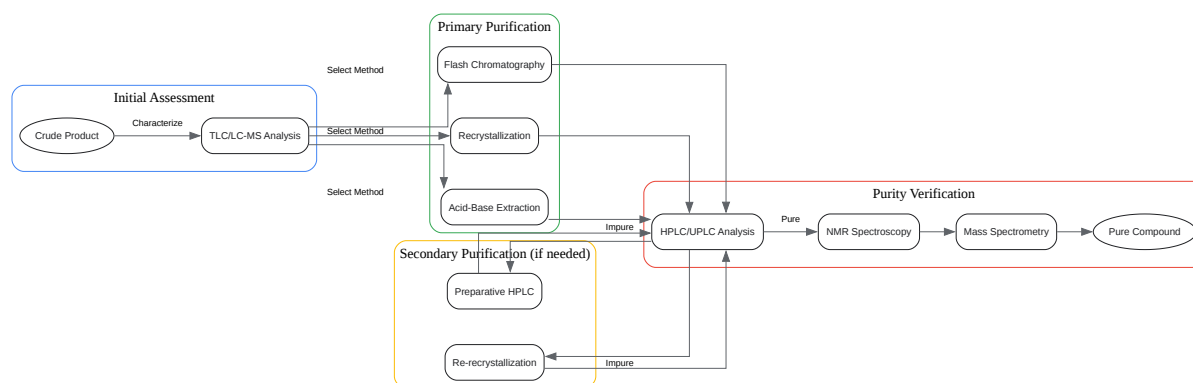 Primary Purification
Select Method
Flash Chromatography
Initial Assessment
Crude Product
Characterize
TLC/LC-MS Analysis
Select Method
Recrystallization
Select Method
Acid-Base Extraction
Purity Verification
Impure
HPLC/UPLC Analysis
Pure
NMR Spectroscopy
Mass Spectrometry
Pure Compound
Secondary Purification (if needed)
Preparative HPLC
Re-recrystallization
Impure